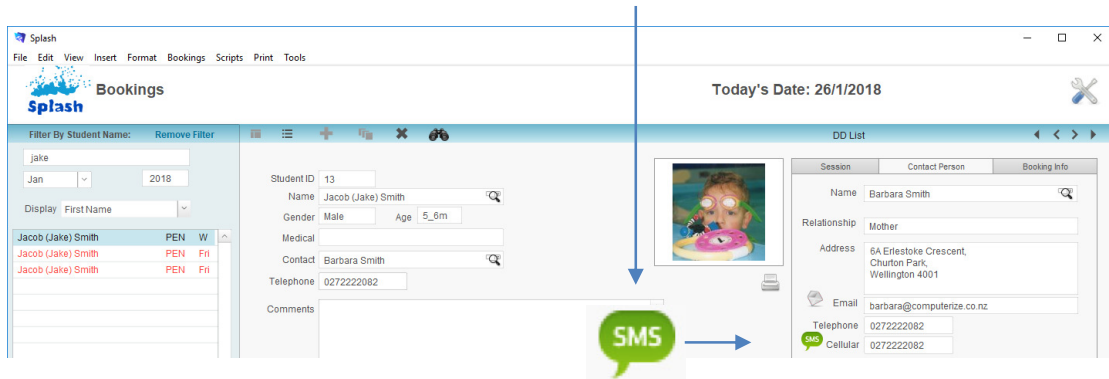 Splash
File Edit View Insert Format Bookings Scripts Print Tools
Splash
Bookings
Today's Date: 26/1/2018
Filter By Student Name: Remove Filter
DD List
jake
Jan 2018
Display First Name
Jacob (Jake) Smith PEN W
Jacob (Jake) Smith PEN Fri
Jacob (Jake) Smith PEN Fri
Student ID 13
Name Jacob (Jake) Smith
Gender Male Age 5_6m
Medical
Contact Barbara Smith
Telephone 0272222082
Comments
SMS
Session Contact Person Booking Info
Name Barbara Smith
Relationship Mother
Address 6A Erlestoke Crescent,
Churton Park,
Wellington 4001
Email barbara@computerize.co.nz
Telephone 0272222082
SMS Cellular 0272222082